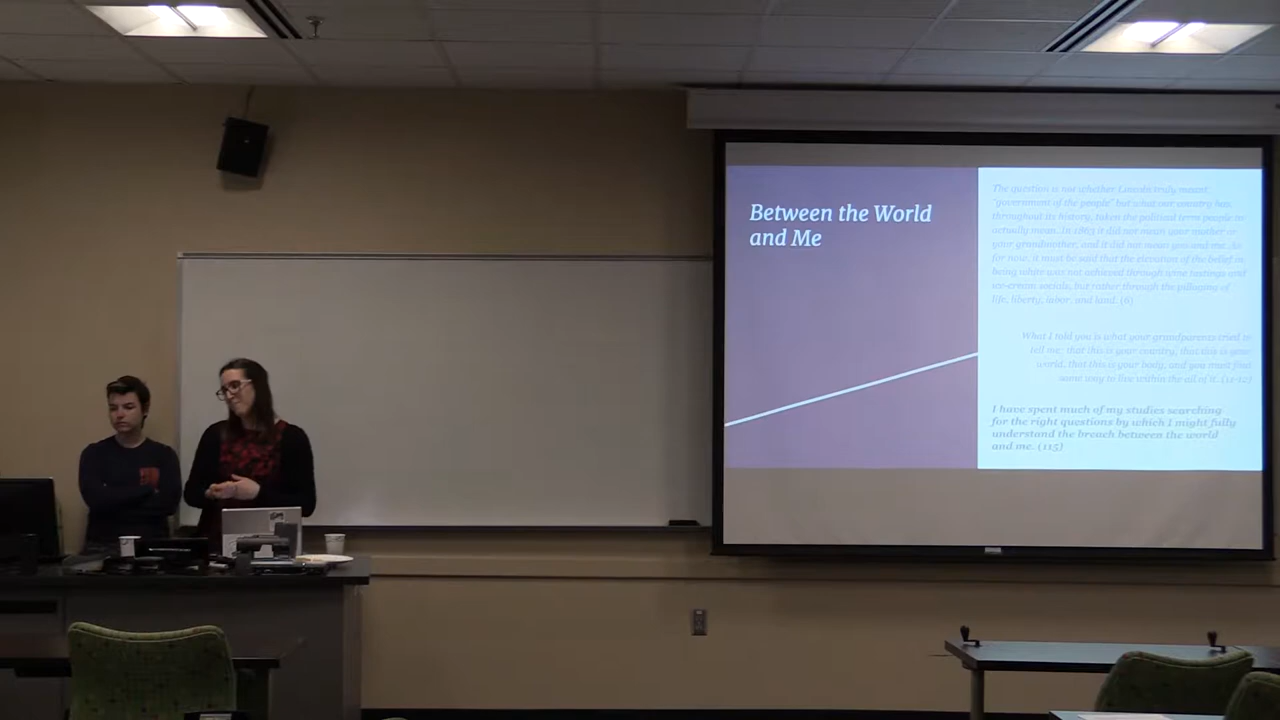 Between the World
and Me
The question is not whether Lincoln truly meant
"government of the people" but what our country has,
throughout its history, taken the political term people to
actually mean. In 1863 it did not mean your mother or
your grandmother, and it did not mean you and me. As
for now, it must be said that the elevation of the belief in
being white was not achieved through wine tastings and
ice-cream socials, but rather through the pillaging of
life, liberty, labor, and land. (6)
What I told you is what your grandparents tried to
tell me: that this is your country, that this is your
world, that this is your body, and you must find
some way to live within the all of it. (11-12)
I have spent much of my studies searching
for the right questions by which I might fully
understand the breach between the world
and me. (115)